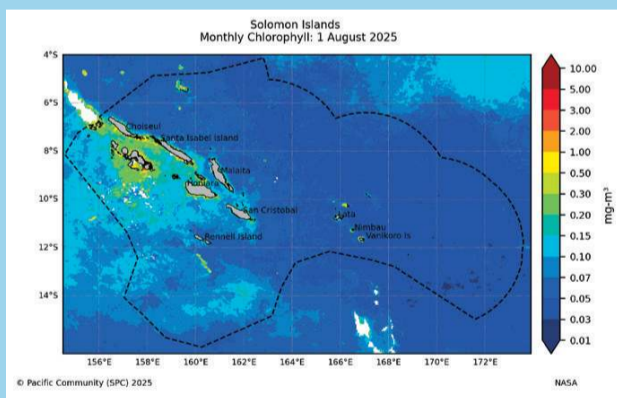 Solomon Islands
Monthly Chlorophyll: 1 August 2025
4°S
6°S
8°S
10°S
12°S
14°S
Choiseul
Santa Isabel Island
Malaita
Honiara
San Cristobal
Rennell Island
Lata
Nimbau
Vanikoro Is
156°E 158°E 160°E 162°E 164°E 166°E 168°E 170°E 172°E
10.00
5.00
3.00
2.00
1.00
0.50
0.30
0.20
0.15
0.10
0.07
0.05
0.03
0.01
mg-m³
© Pacific Community (SPC) 2025 NASA